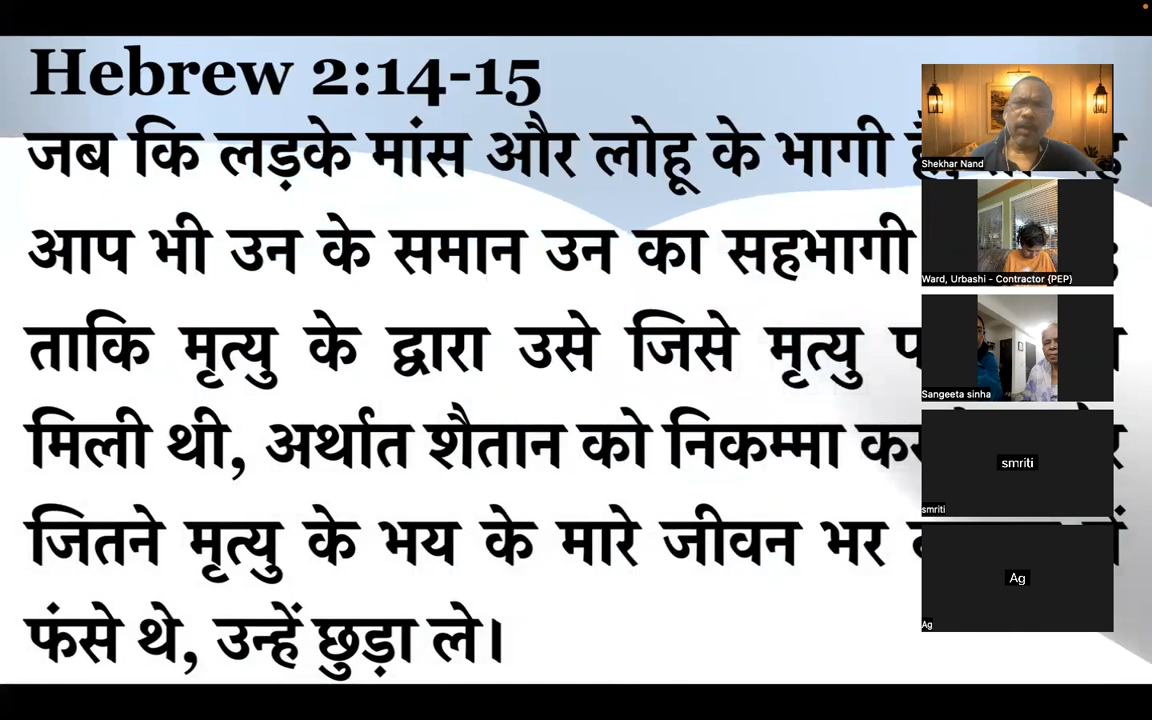 Hebrew 2:14-15
जब कि लड़के मांस और लोहू के भागी
आप भी उन के समान उन का सहभागी
ताकि मृत्यु के द्वारा उसे जिसे मृत्यु
मिली थी, अर्थात शैतान को निकम्मा
जितने मृत्यु के भय के मारे जीवन भर
फंसे थे, उन्हें छुड़ा ले।
Shekhar Nand
Ward, Urbashi - Contractor {PEP}
Sangeeta sinha
smriti
smriti
Ag
Ag